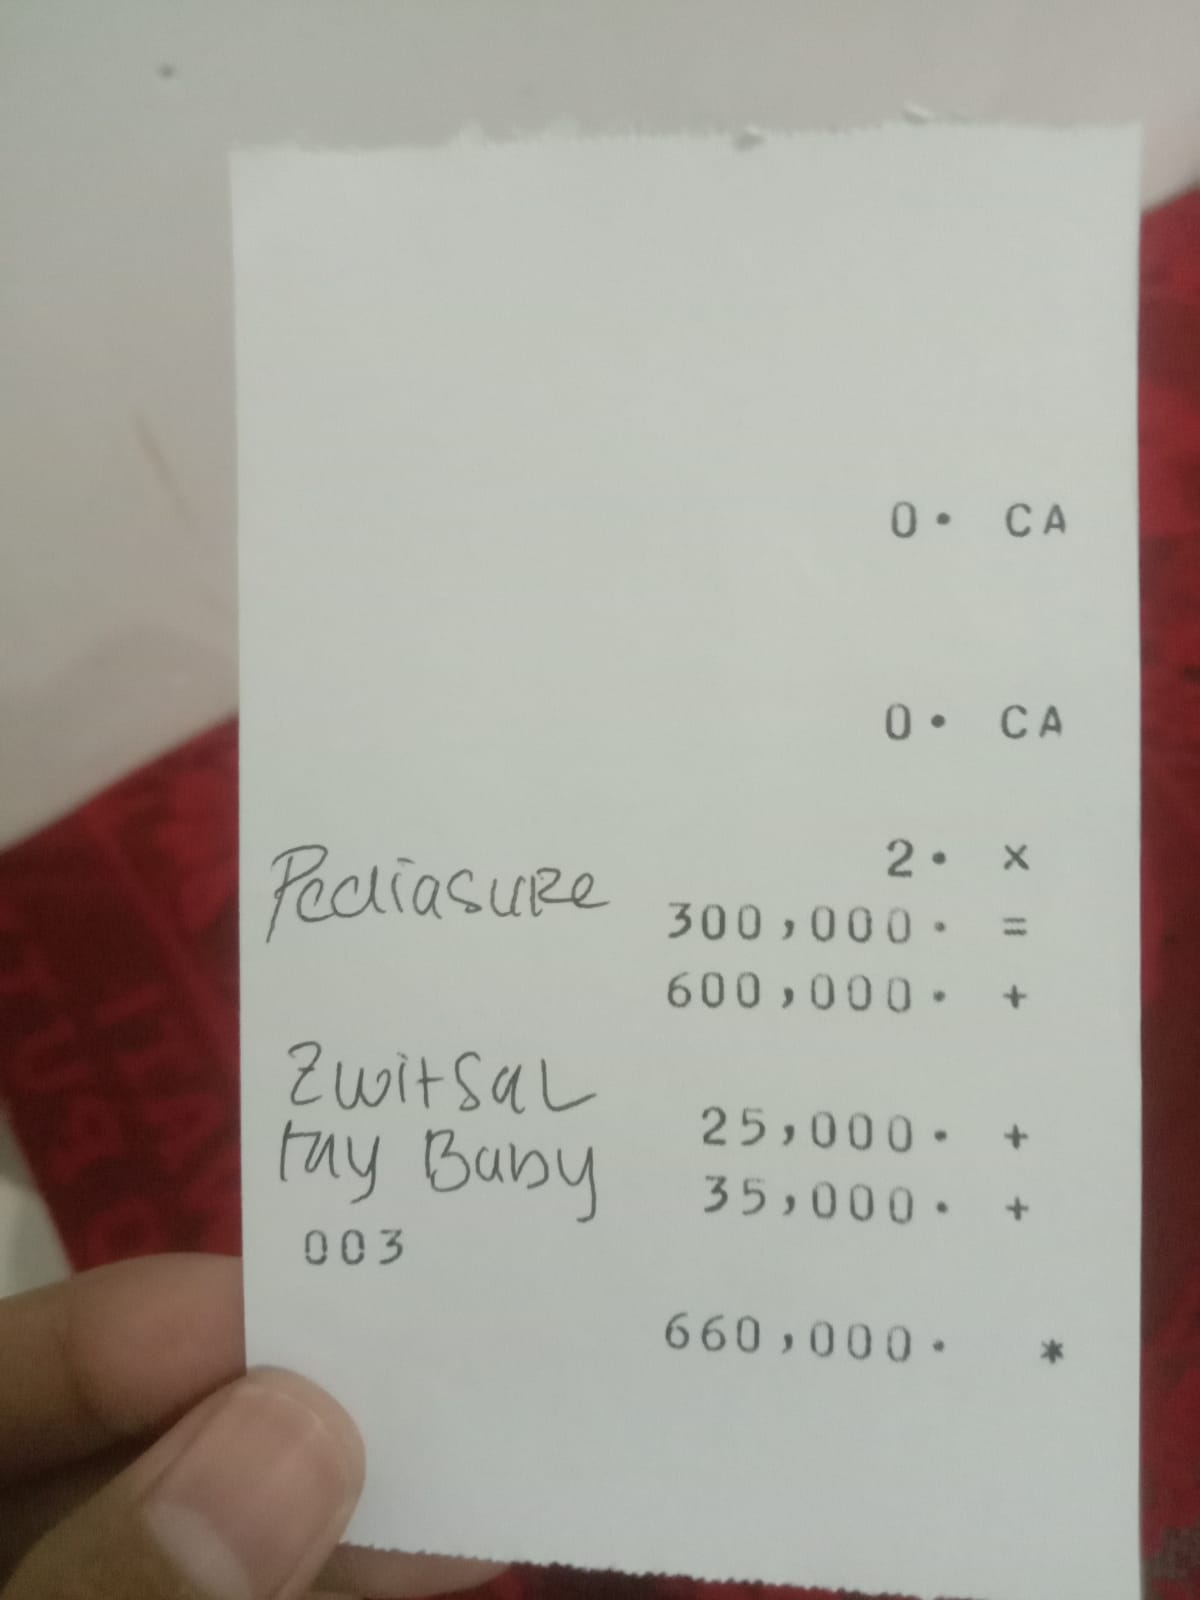 0. CA
0. CA
2. x
Pediasure 300,000. =
600,000. +
Zwitsal 25,000. +
tay Baby 35,000. +
003
660,000. *